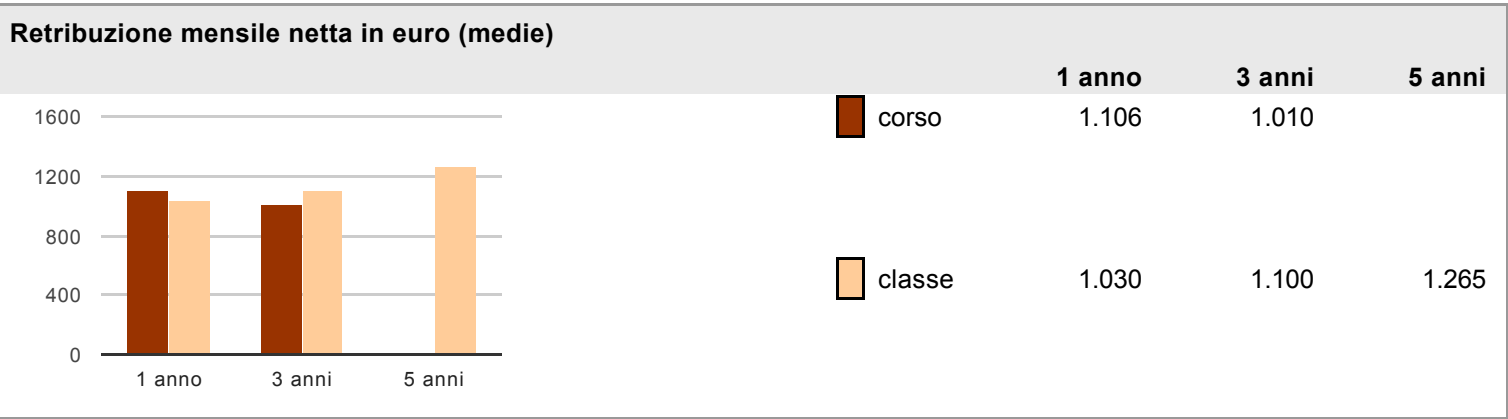 Retribuzione mensile netta in euro (medie)
1 anno 3 anni 5 anni
1600
1200
800
400
0
1 anno 3 anni 5 anni
corso 1.106 1.010
classe 1.030 1.100 1.265